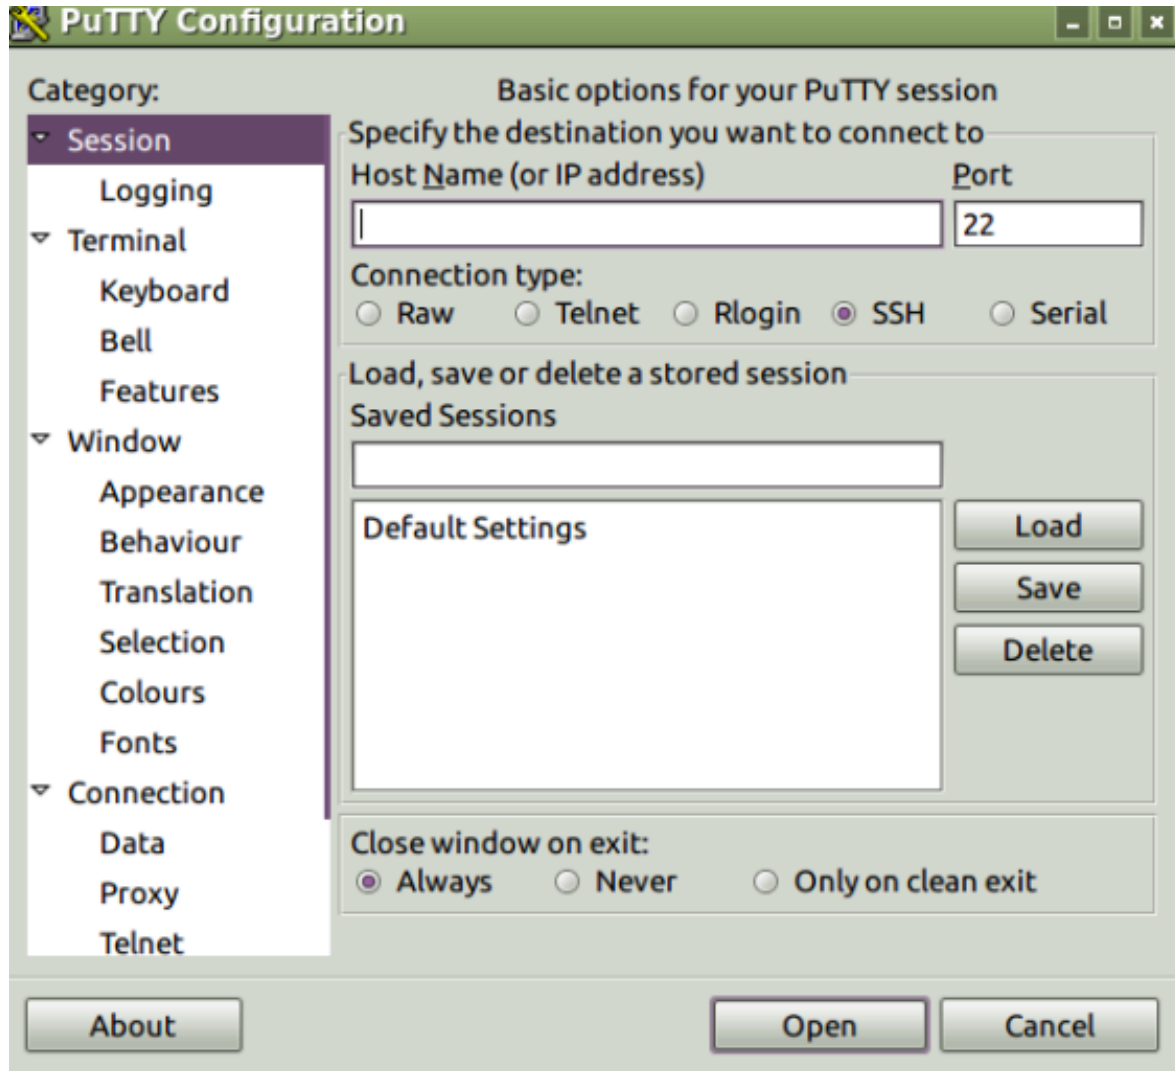 PuTTY Configuration
Category:
Session
Logging
Terminal
Keyboard
Bell
Features
Window
Appearance
Behaviour
Translation
Selection
Colours
Fonts
Connection
Data
Proxy
Telnet
Basic options for your PuTTY session
Specify the destination you want to connect to
Host Name (or IP address) Port
22
Connection type:
Raw Telnet Rlogin SSH Serial
Load, save or delete a stored session
Saved Sessions
Default Settings
Load
Save
Delete
Close window on exit:
Always Never Only on clean exit
About Open Cancel